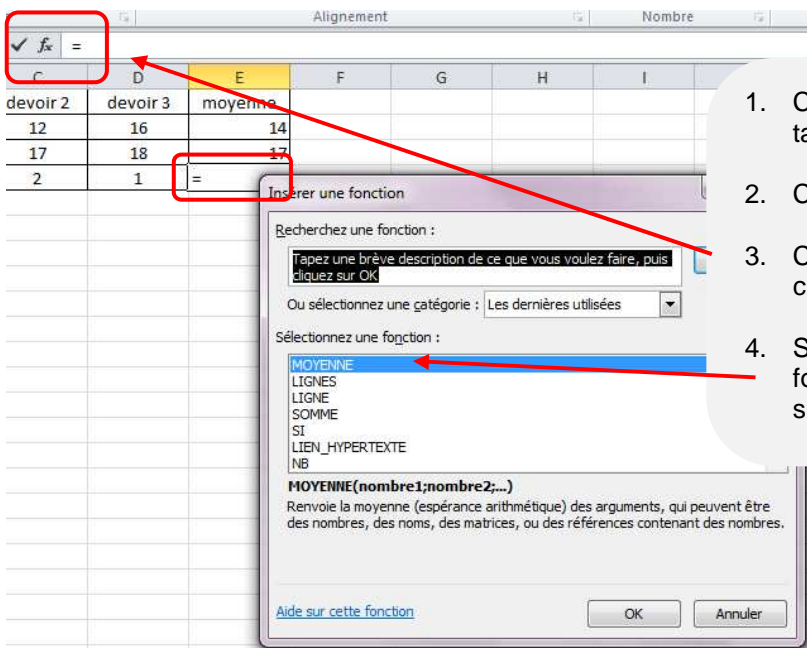 Alignement Nombre
fx =
C D E F G H I
devoir 2 devoir 3 moyenne
12 16 14
17 18 17
2 1 =
Insérer une fonction
Recherchez une fonction :
Tapez une brève description de ce que vous voulez faire, puis
cliquez sur OK
Ou sélectionnez une catégorie : Les dernières utilisées
Sélectionnez une fonction :
MOYENNE
LIGNES
LIGNE
SOMME
SI
LIEN_HYPERTEXTE
NB
MOYENNE(nombre1;nombre2;...)
Renvoie la moyenne (espérance arithmétique) des arguments, qui peuvent être
des nombres, des noms, des matrices, ou des références contenant des nombres.
Aide sur cette fonction
OK Annuler
1.
2.
3.
4.